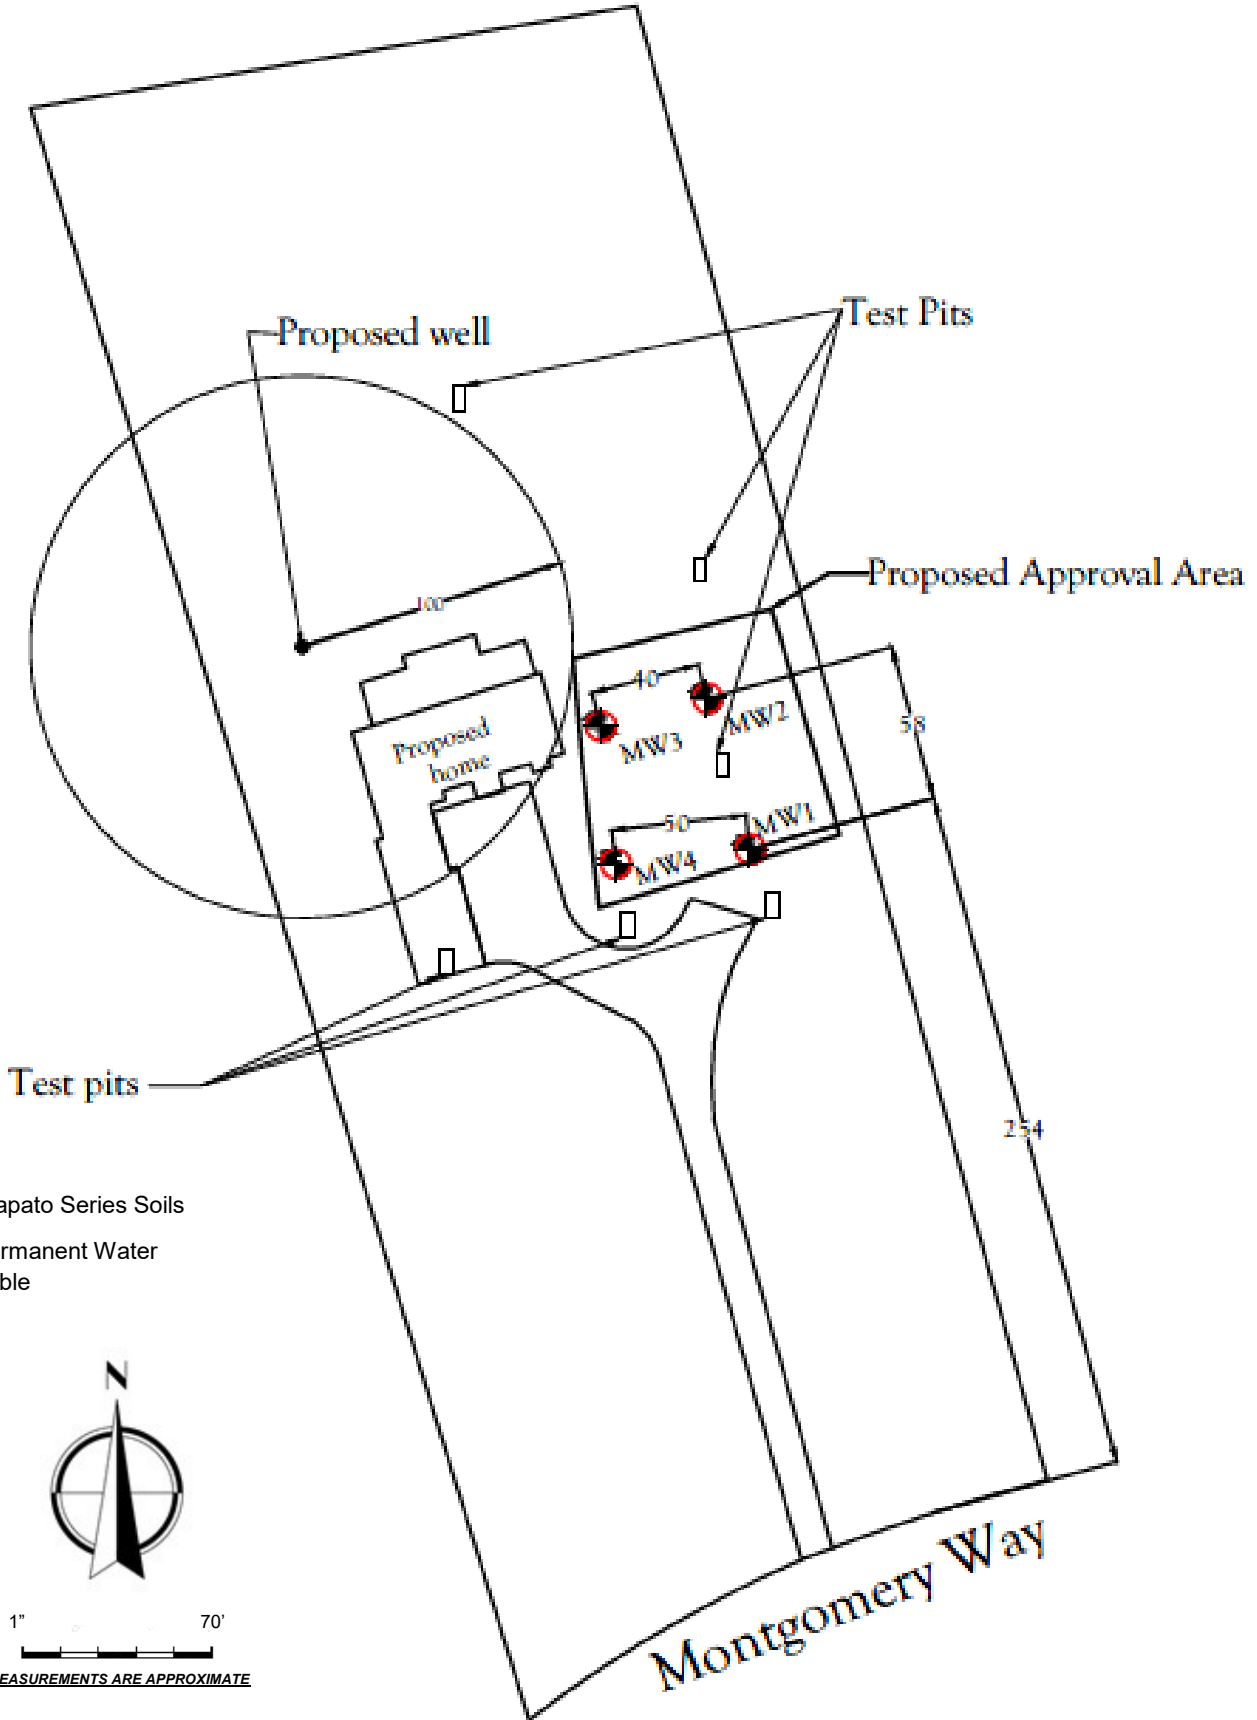 Proposed well
Test Pits
Proposed Approval Area
100
40
MW2
MW3
58
Proposed
home
50
MW1
MW4
Test pits
254
apato Series Soils
rmanent Water
ble
N
1” 70’
EASUREMENTS ARE APPROXIMATE
Montgomery Way